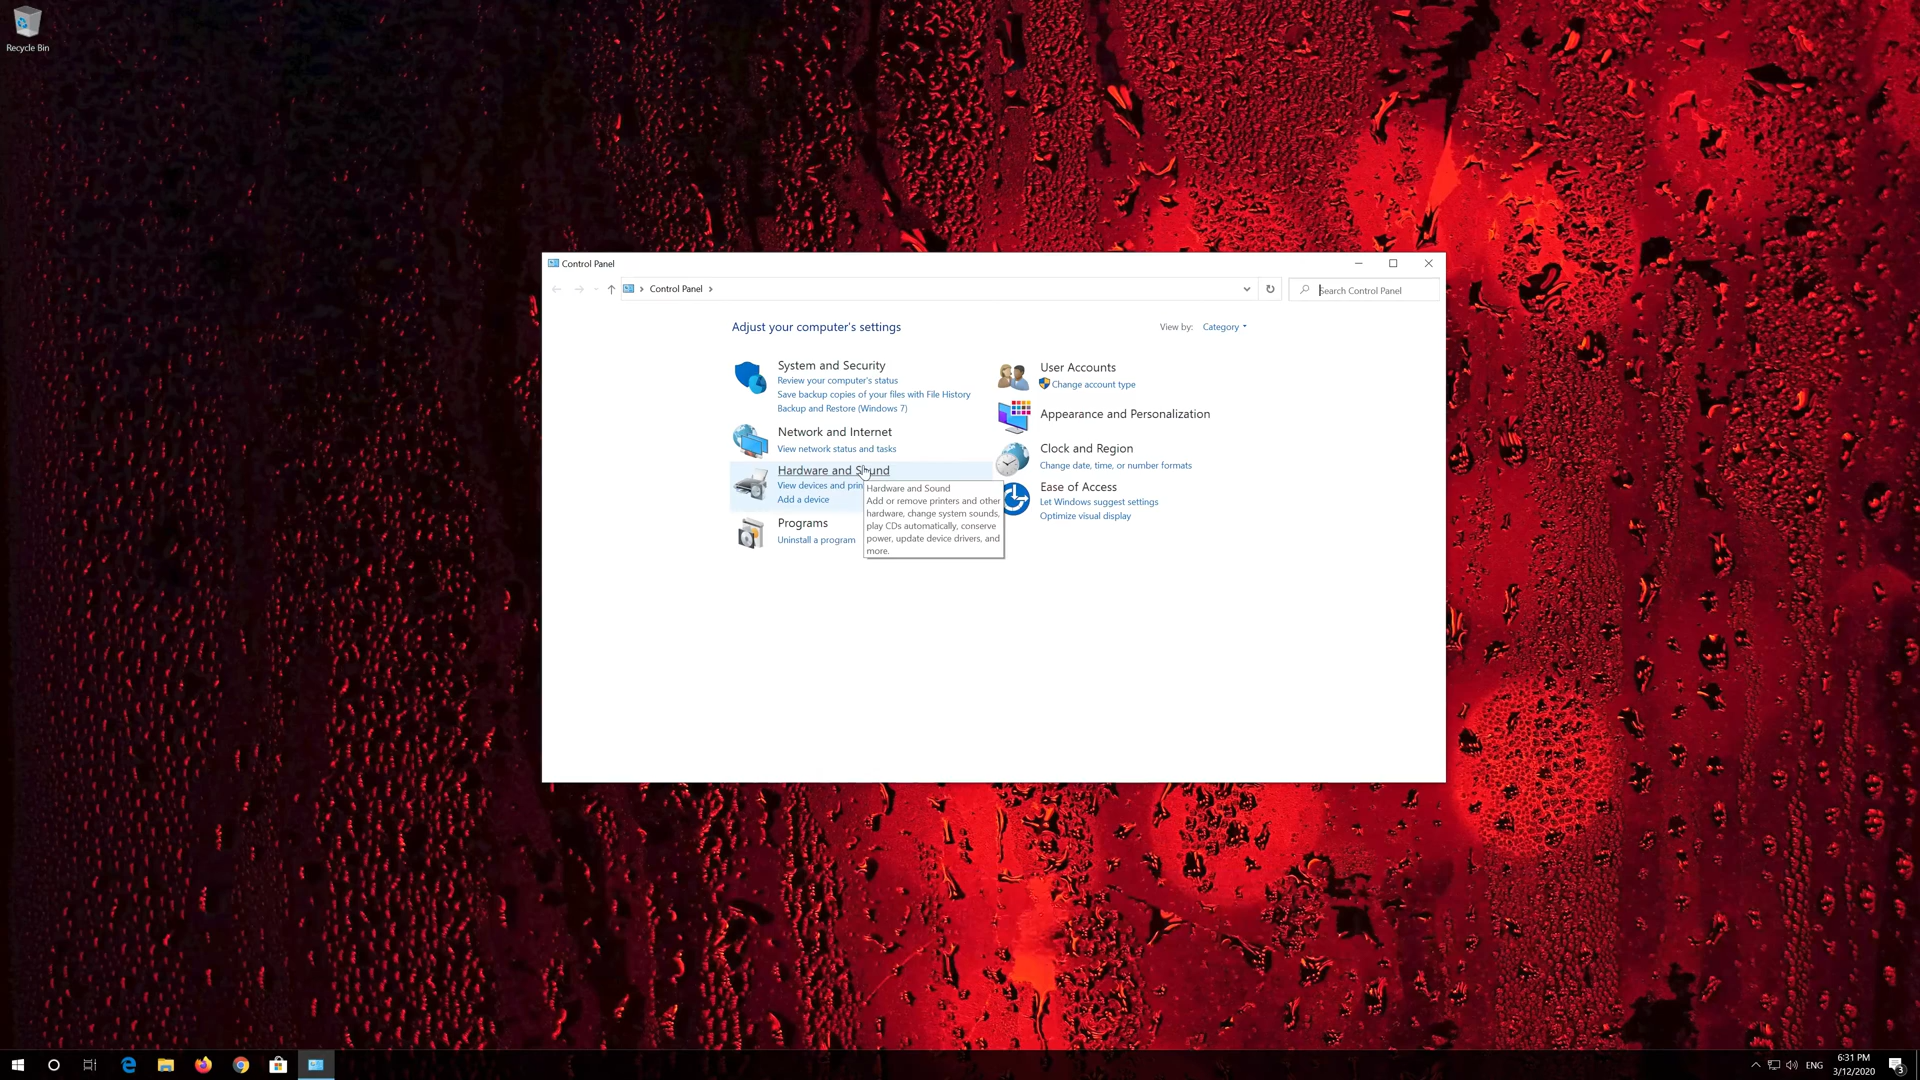 Recycle Bin
Control Panel
Control Panel
Search Control Panel
Adjust your computer's settings
View by: Category
System and Security
Review your computer's status
Save backup copies of your files with File History
Backup and Restore (Windows 7)
Network and Internet
View network status and tasks
Hardware and Sound
View devices and prin
Add a device
Programs
Uninstall a program
Hardware and Sound
Add or remove printers and other
hardware, change system sounds,
play CDs automatically, conserve
power, update device drivers, and
more.
User Accounts
Change account type
Appearance and Personalization
Clock and Region
Change date, time, or number formats
Ease of Access
Let Windows suggest settings
Optimize visual display
ENG
6:31 PM
3/12/2020
3